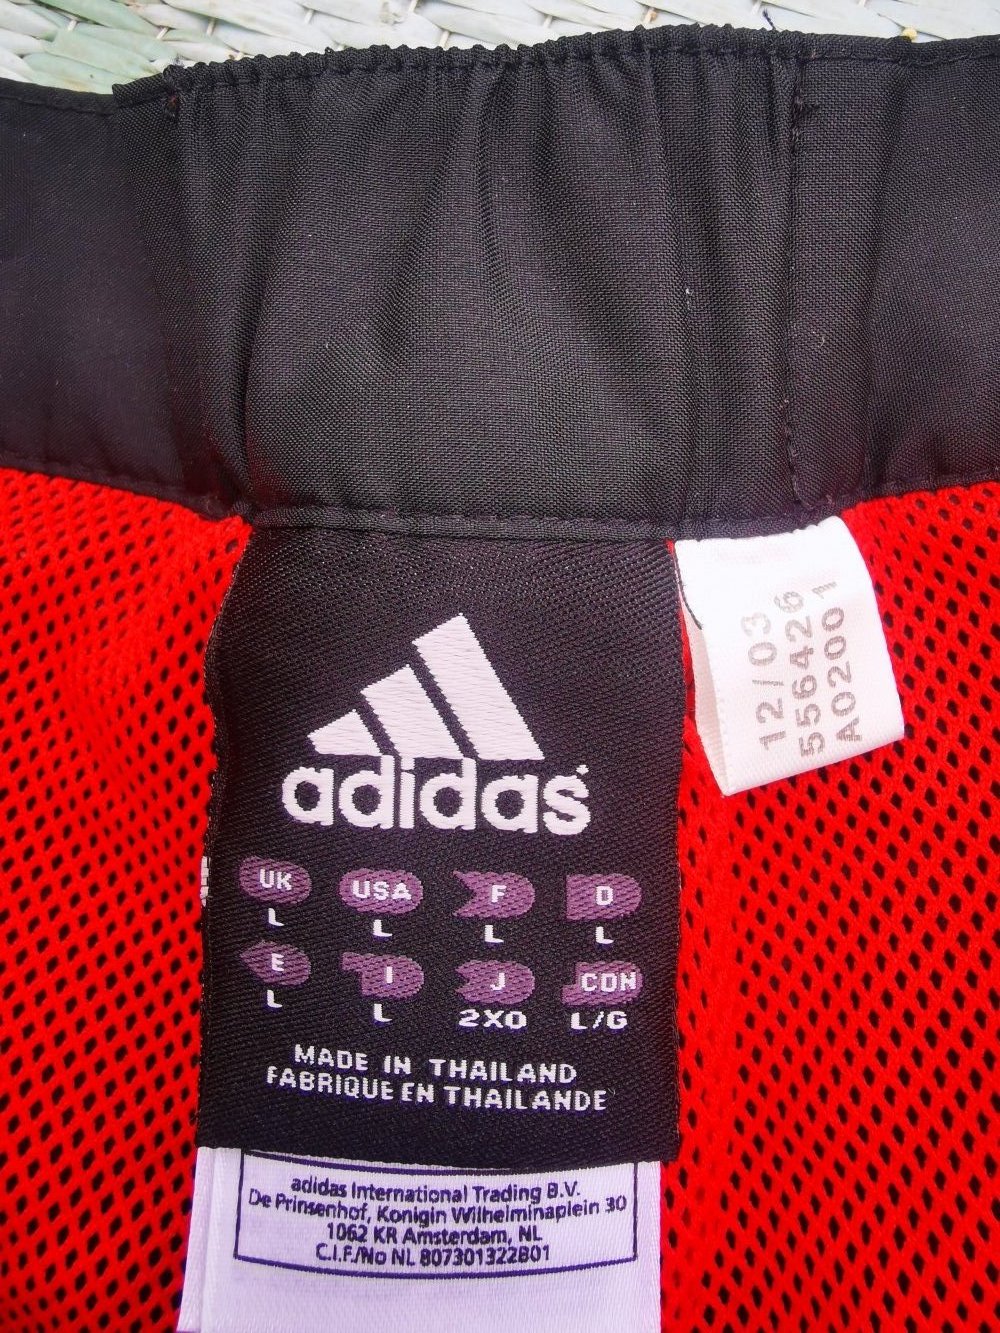 adidas
UK USA F D
L L L L
E I J CDN
L L 2XO L/G
MADE IN THAILAND
FABRIQUE EN THAILANDE
adidas International Trading B.V.
De Prinsenhof, Konigin Wilhelminaplein 30
1062 KR Amsterdam, NL
C.I.F./No NL 807301322B01
12/03
556426
A02001